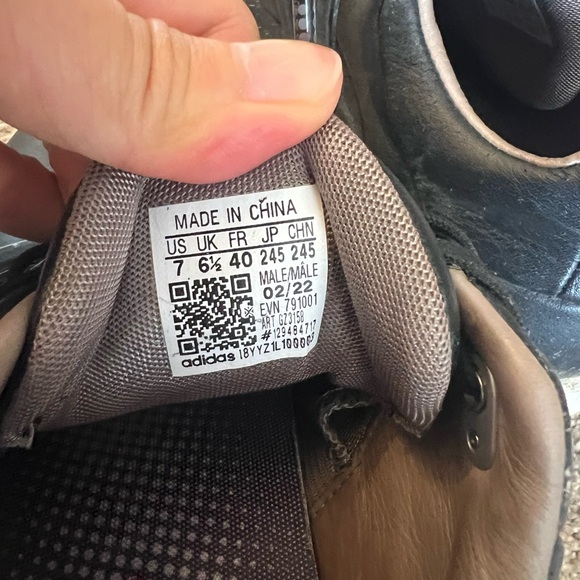 MADE IN CHINA
US UK FR JP CHN
7 6½ 40 245 245
MALE/MÂLE
02/22
EVN 791001
ART GZ3158
#129484717
adidas